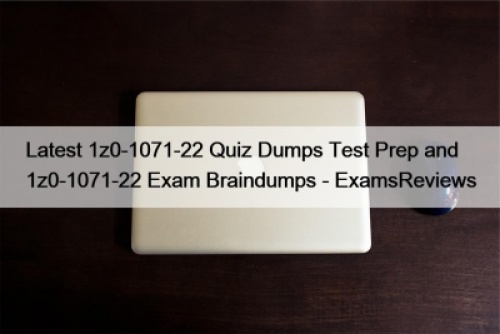 Latest 1z0-1071-22 Quiz Dumps Test Prep and
1z0-1071-22 Exam Braindumps - ExamsReviews